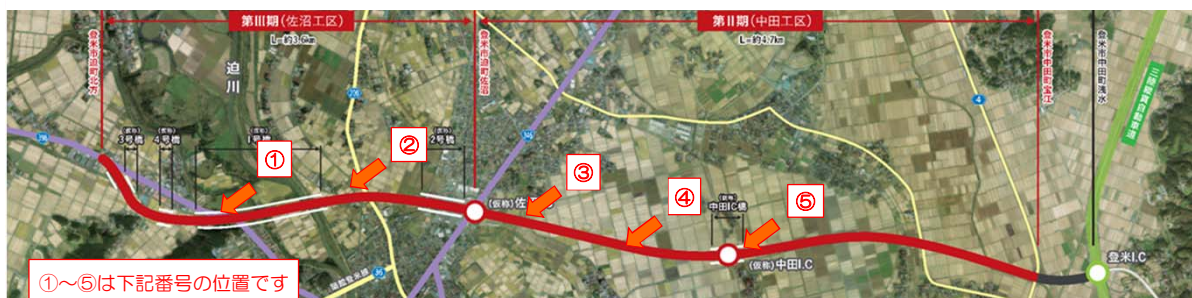 第Ⅲ期(佐沼工区)
L=約3.6km
第Ⅱ期(中田工区)
L=約4.7km
登米市迫町北方
登米市迫町佐沼
登米市中田町宝江
登米市中田町浅水
三陸縦貫自動車道
迫川
398
276
346
4
36
(仮称)
3号橋
(仮称)
4号橋
(仮称)
1号橋
2号橋
①
②
③
④
⑤
(仮称)佐
(仮称)
中田IC橋
(仮称)中田I.C
登米I.C
①～⑤は下記番号の位置です